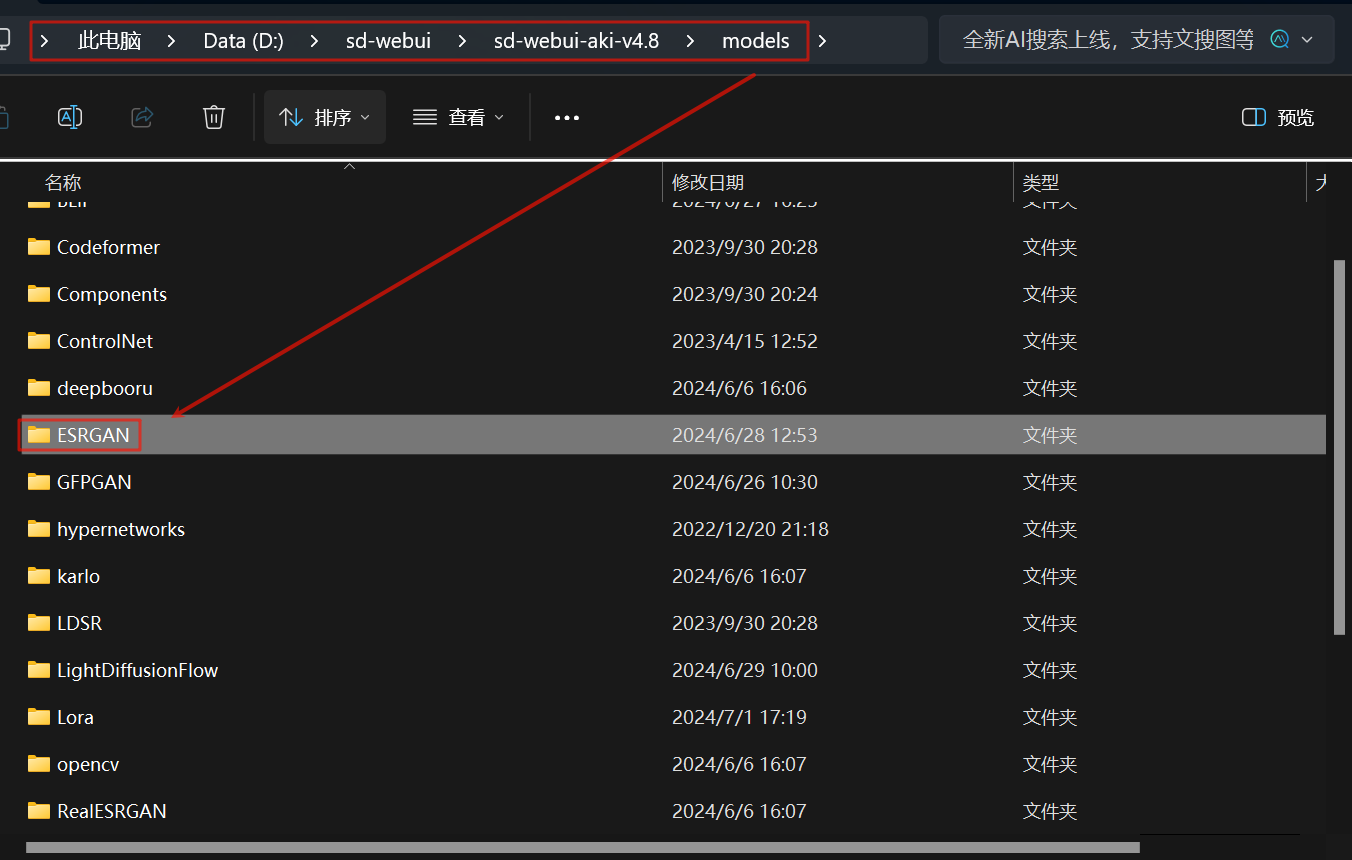 此电脑 > Data (D:) > sd-webui > sd-webui-aki-v4.8 > models >
全新AI搜索上线，支持文搜图等
排序 查看 ... 预览
名称 修改日期 类型
Codeformer 2023/9/30 20:28 文件夹
Components 2023/9/30 20:24 文件夹
ControlNet 2023/4/15 12:52 文件夹
deepbooru 2024/6/6 16:06 文件夹
ESRGAN 2024/6/28 12:53 文件夹
GFPGAN 2024/6/26 10:30 文件夹
hypernetworks 2022/12/20 21:18 文件夹
karlo 2024/6/6 16:07 文件夹
LDSR 2023/9/30 20:28 文件夹
LightDiffusionFlow 2024/6/29 10:00 文件夹
Lora 2024/7/1 17:19 文件夹
opencv 2024/6/6 16:07 文件夹
RealESRGAN 2024/6/6 16:07 文件夹